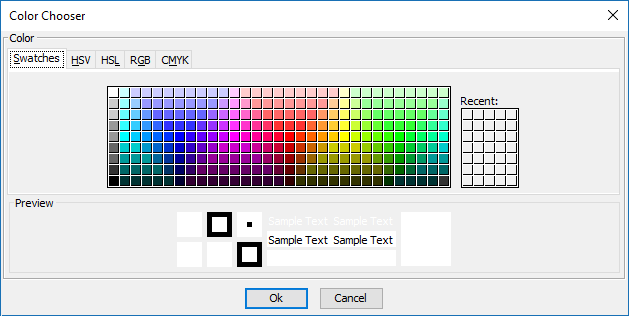 Color Chooser
Color
Swatches HSV HSL RGB CMYK
Recent:
Preview
Sample Text Sample Text
Sample Text Sample Text
Ok Cancel